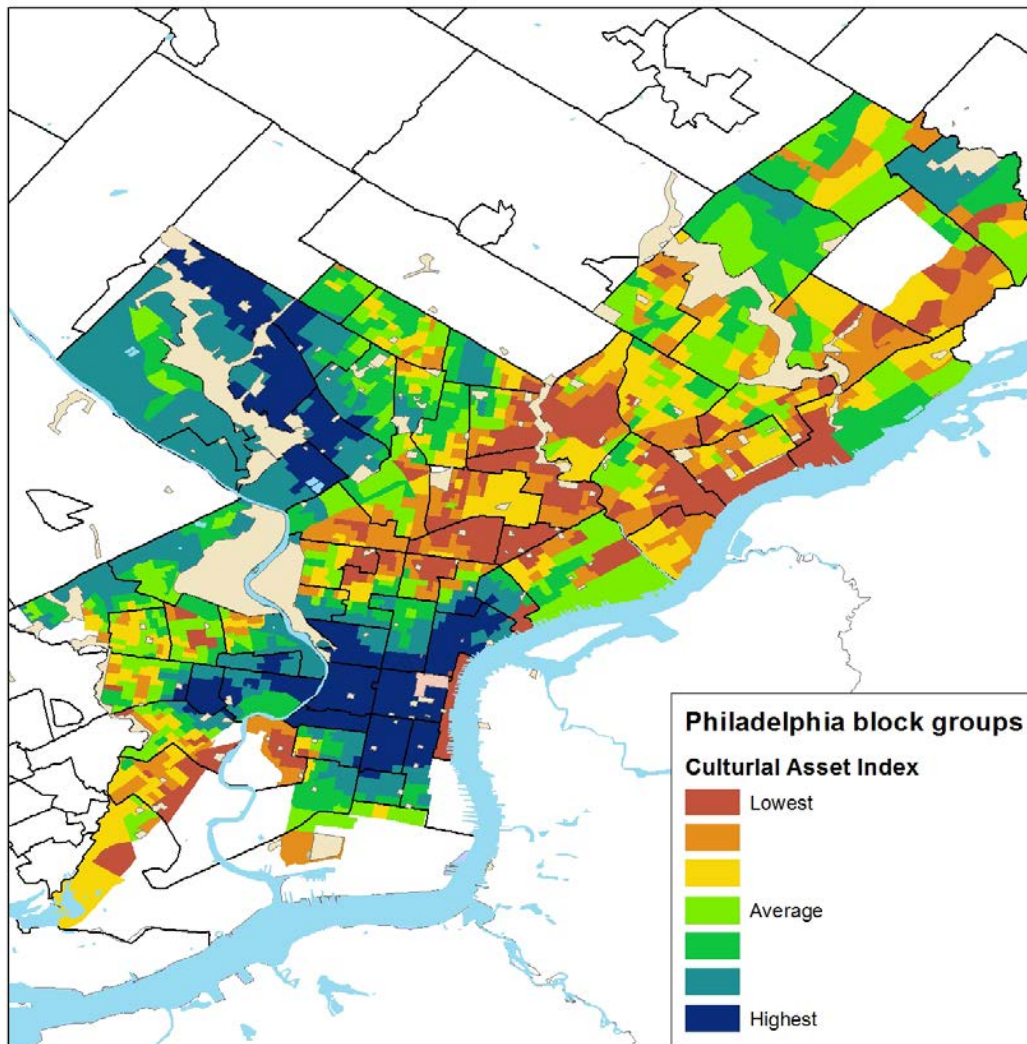 Philadelphia block groups
Culturlal Asset Index
Lowest
Average
Highest